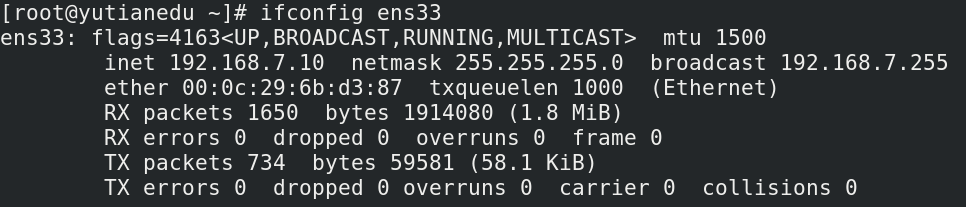 [root@yutianedu ~]# ifconfig ens33
ens33: flags=4163<UP,BROADCAST,RUNNING,MULTICAST>  mtu 1500
        inet 192.168.7.10  netmask 255.255.255.0  broadcast 192.168.7.255
        ether 00:0c:29:6b:d3:87  txqueuelen 1000  (Ethernet)
        RX packets 1650  bytes 1914080 (1.8 MiB)
        RX errors 0  dropped 0  overruns 0  frame 0
        TX packets 734  bytes 59581 (58.1 KiB)
        TX errors 0  dropped 0 overruns 0  carrier 0  collisions 0